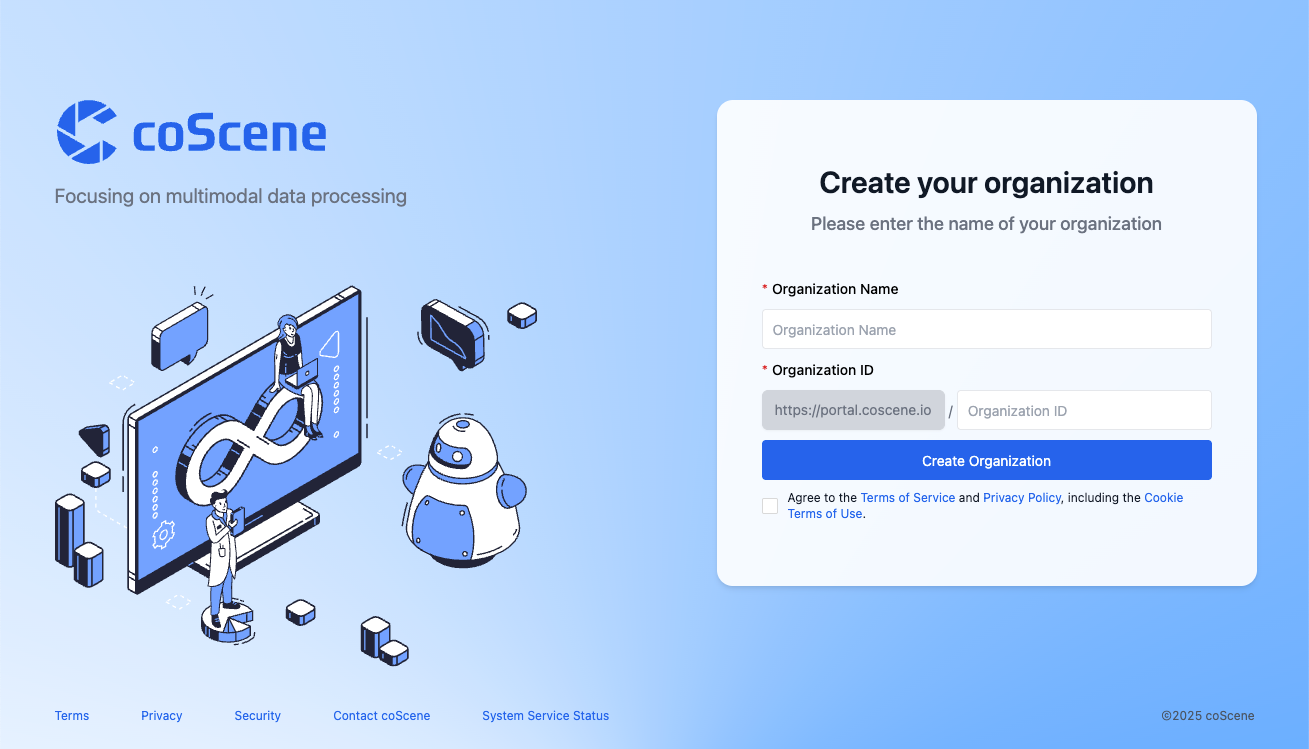 coScene
Focusing on multimodal data processing
Create your organization
Please enter the name of your organization
* Organization Name
Organization Name
* Organization ID
https://portal.coscene.io / Organization ID
Create Organization
Agree to the Terms of Service and Privacy Policy, including the Cookie
Terms of Use.
Terms Privacy Security Contact coScene System Service Status
©2025 coScene